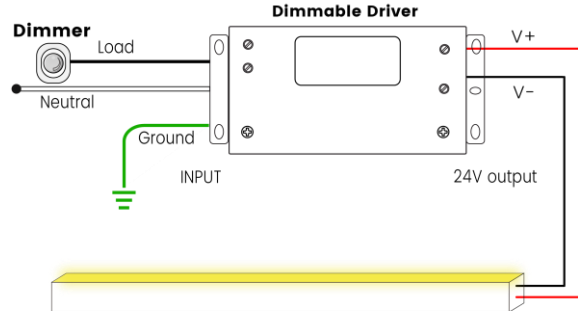 Dimmable Driver
Dimmer
Load
V+
Neutral
V-
Ground
INPUT
24V output